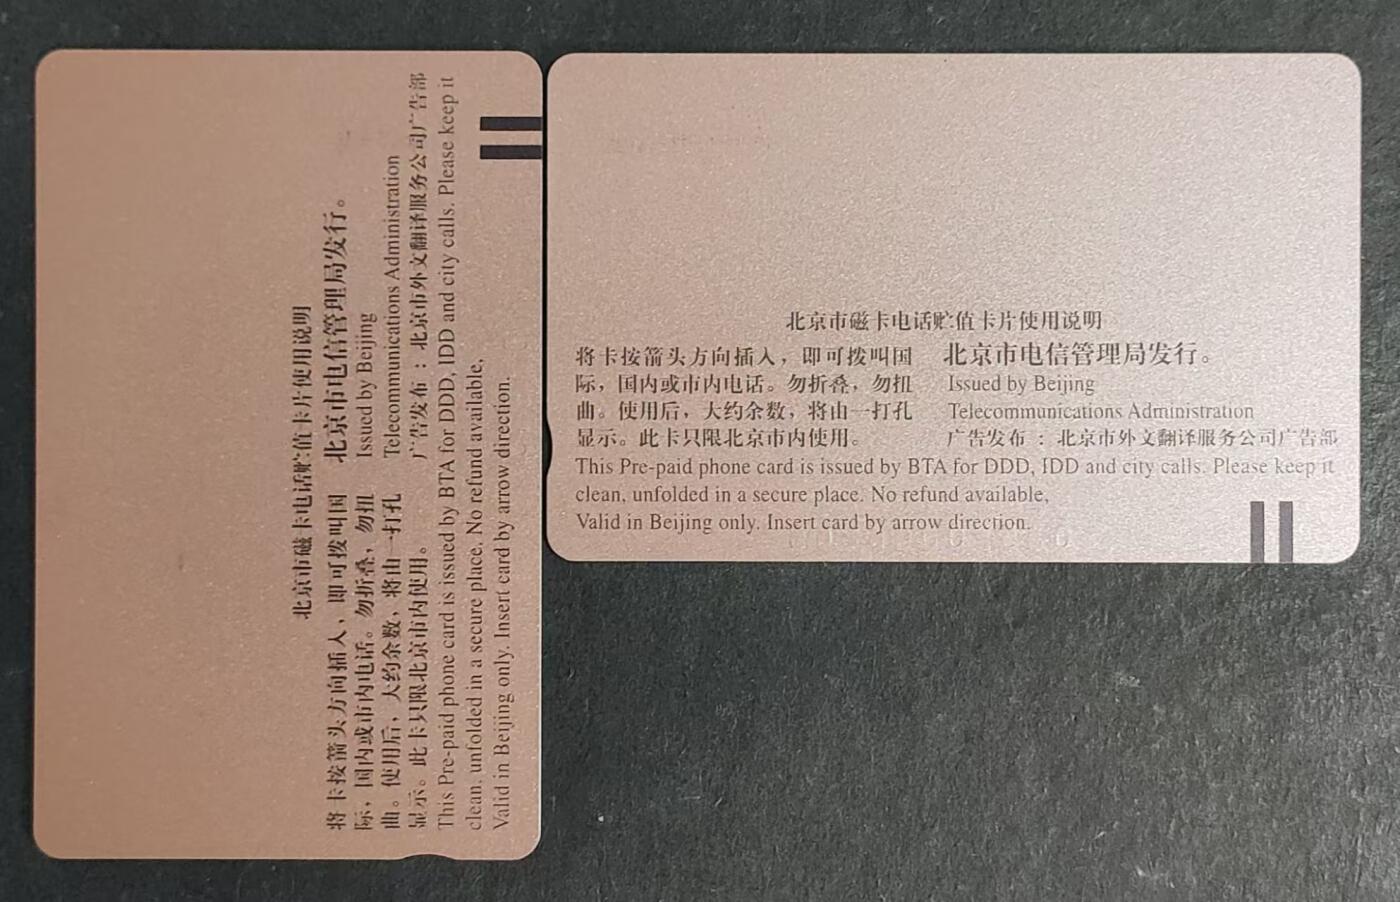 北京市磁卡电话贮值卡片使用说明
将卡按箭头方向插入，即可拨叫国
际，国内或市内电话。勿折叠，勿扭
曲。使用后，大约余数，将由一打孔
显示。此卡只限北京市内使用。
北京市电信管理局发行。
Issued by Beijing
Telecommunications Administration
广告发布：北京市外文翻译服务公司广告部
This Pre-paid phone card is issued by BTA for DDD, IDD and city calls. Please keep it
clean, unfolded in a secure place. No refund available,
Valid in Beijing only. Insert card by arrow direction.
北京市磁卡电话贮值卡片使用说明
将卡按箭头方向插入，即可拨叫国
际，国内或市内电话。勿折叠，勿扭
曲。使用后，大约余数，将由一打孔
显示。此卡只限北京市内使用。
北京市电信管理局发行。
Issued by Beijing
Telecommunications Administration
广告发布：北京市外文翻译服务公司广告部
This Pre-paid phone card is issued by BTA for DDD, IDD and city calls. Please keep it
clean, unfolded in a secure place. No refund available,
Valid in Beijing only. Insert card by arrow direction.